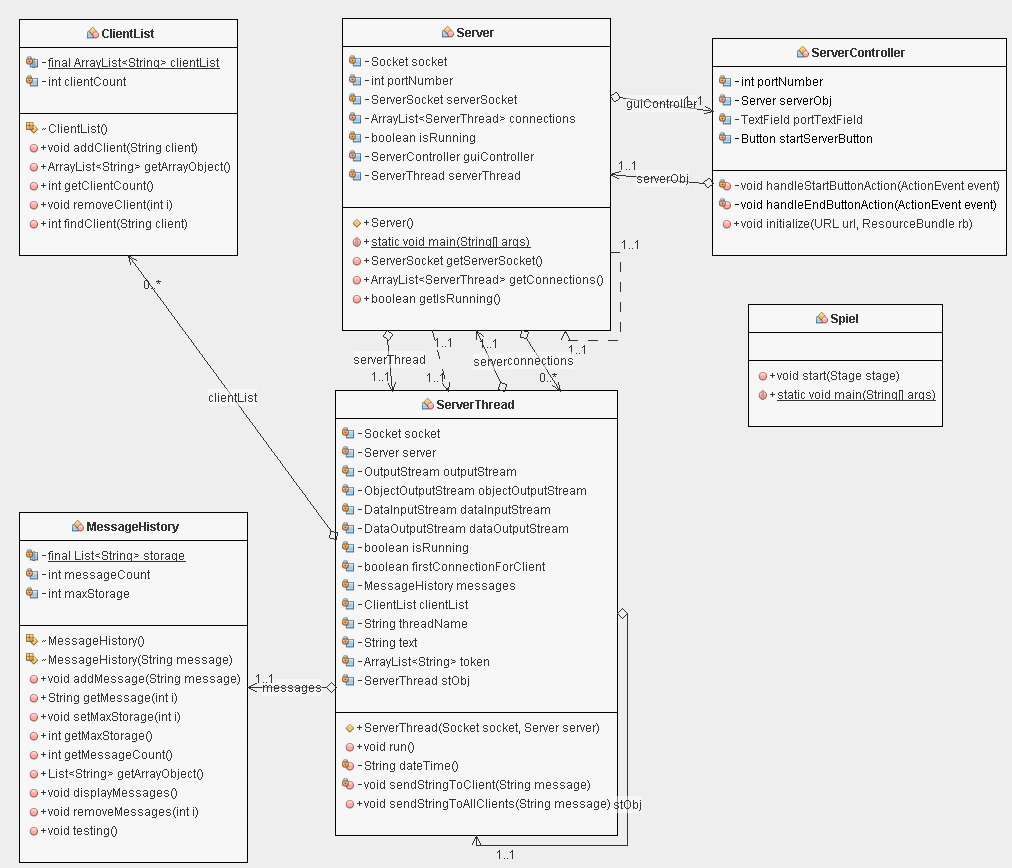 ClientList
-final ArrayList<String> clientList
-int clientCount
~ClientList()
+void addClient(String client)
+ArrayList<String> getArrayObject()
+int getClientCount()
+void removeClient(int i)
+int findClient(String client)
Server
-Socket socket
-int portNumber
-ServerSocket serverSocket
-ArrayList<ServerThread> connections
-boolean isRunning
-ServerController guiController
-ServerThread serverThread
+Server()
+static void main(String[] args)
+ServerSocket getServerSocket()
+ArrayList<ServerThread> getConnections()
+boolean getIsRunning()
ServerController
-int portNumber
-Server serverObj
-TextField portTextField
-Button startServerButton
-void handleStartButtonAction(ActionEvent event)
-void handleEndButtonAction(ActionEvent event)
+void initialize(URL url, ResourceBundle rb)
guiController
1..1
1..1
serverObj
1..1
1..1
Spiel
+void start(Stage stage)
+static void main(String[] args)
0..*
clientList
serverThread
1..1
1..1
1..1
1..1
server
connections
0..*
ServerThread
-Socket socket
-Server server
-OutputStream outputStream
-ObjectOutputStream objectOutputStream
-DataInputStream dataInputStream
-DataOutputStream dataOutputStream
-boolean isRunning
-boolean firstConnectionForClient
-MessageHistory messages
-ClientList clientList
-String threadName
-String text
-ArrayList<String> token
-ServerThread stObj
+ServerThread(Socket socket, Server server)
+void run()
-String dateTime()
-void sendStringToClient(String message)
+void sendStringToAllClients(String message)
stObj
1..1
MessageHistory
-final List<String> storage
-int messageCount
-int maxStorage
~MessageHistory()
~MessageHistory(String message)
+void addMessage(String message)
+String getMessage(int i)
+void setMaxStorage(int i)
+int getMaxStorage()
+int getMessageCount()
+List<String> getArrayObject()
+void displayMessages()
+void removeMessages(int i)
+void testing()
1..1
messages